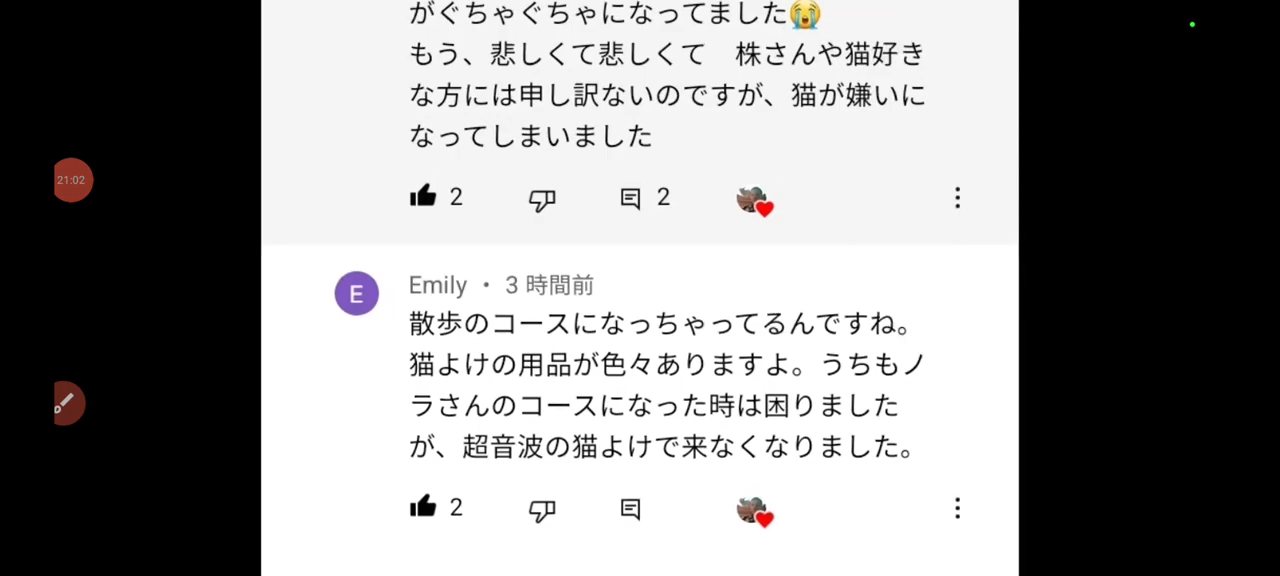 がぐちゃぐちゃになってました😭
もう、悲しくて悲しくて　株さんや猫好き
な方には申し訳ないのですが、猫が嫌いに
なってしまいました
21:02
2
2
E
Emily • 3 時間前
散歩のコースになっちゃってるんですね。
猫よけの用品が色々ありますよ。うちもノ
ラさんのコースになった時は困りました
が、超音波の猫よけで来なくなりました。
2